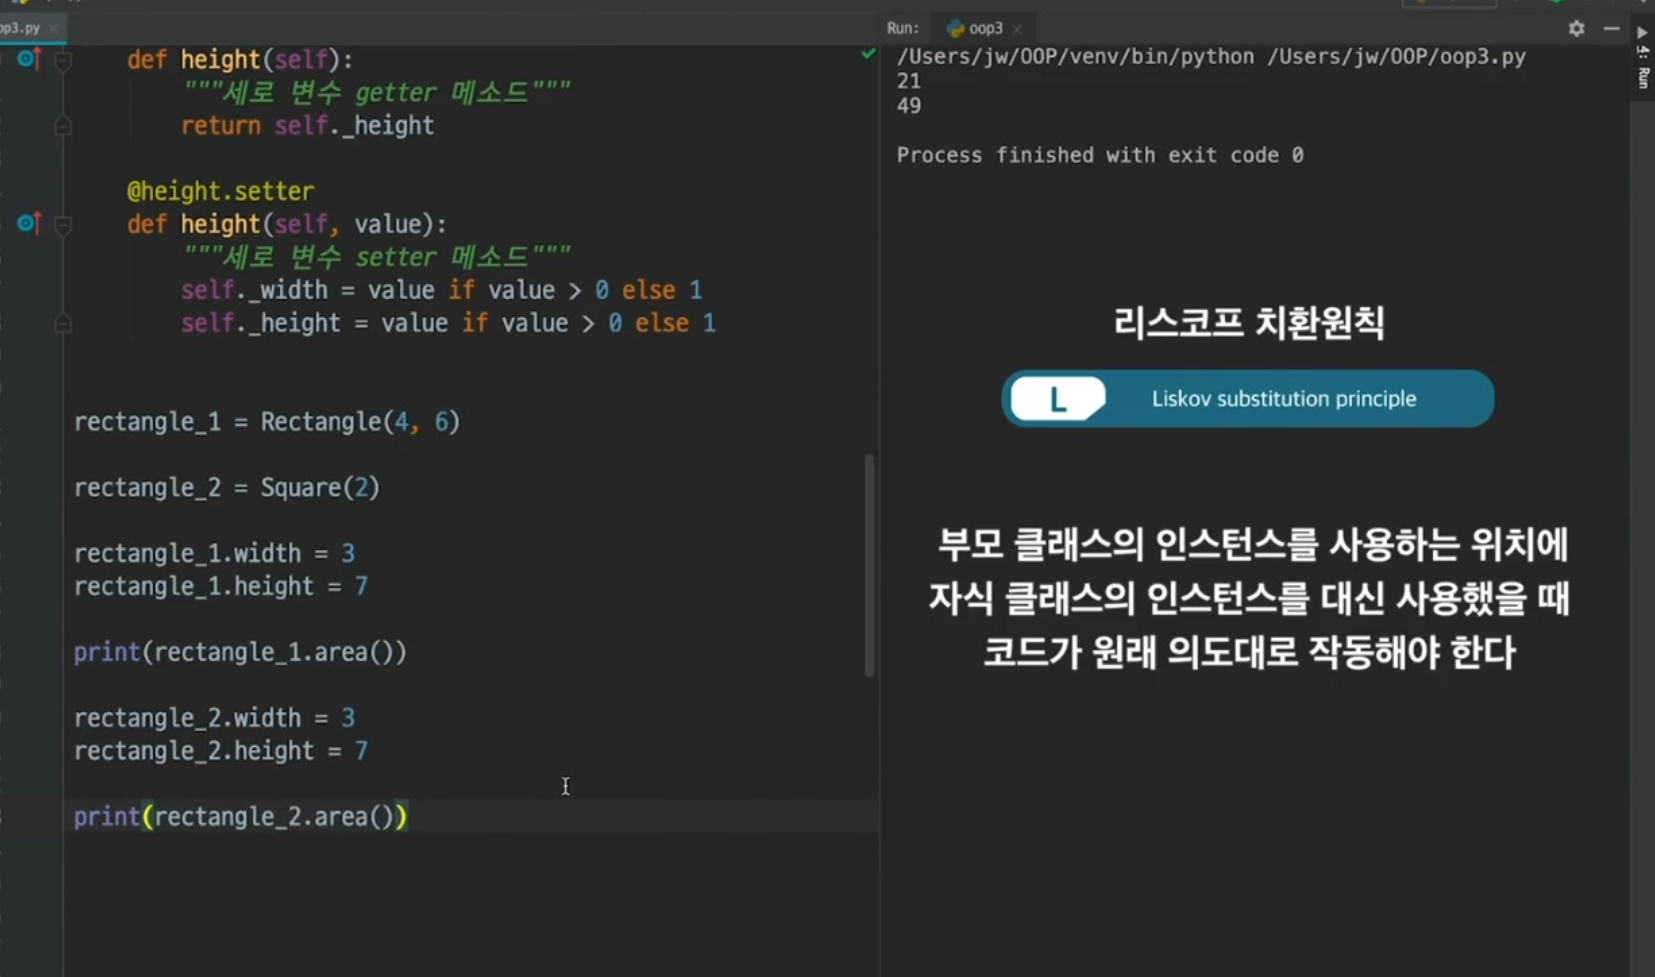 op3.py
def height(self):
"""세로 변수 getter 메소드"""
return self._height
@height.setter
def height(self, value):
"""세로 변수 setter 메소드"""
self._width = value if value > 0 else 1
self._height = value if value > 0 else 1
rectangle_1 = Rectangle(4, 6)
rectangle_2 = Square(2)
rectangle_1.width = 3
rectangle_1.height = 7
print(rectangle_1.area())
rectangle_2.width = 3
rectangle_2.height = 7
print(rectangle_2.area())
Run: oop3
/Users/jw/OOP/venv/bin/python /Users/jw/OOP/oop3.py
21
49
Process finished with exit code 0
리스코프 치환원칙
L Liskov substitution principle
부모 클래스의 인스턴스를 사용하는 위치에
자식 클래스의 인스턴스를 대신 사용했을 때
코드가 원래 의도대로 작동해야 한다
4: Run